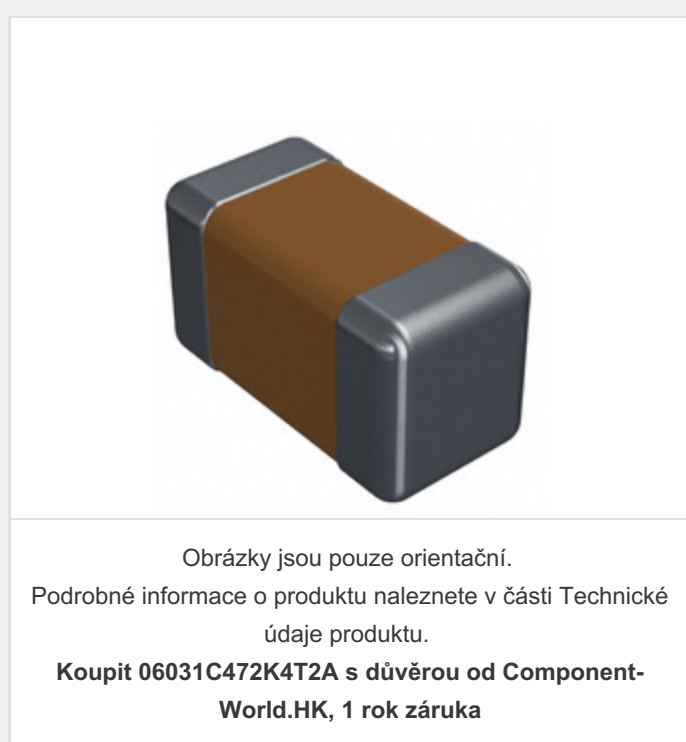 Obrázky jsou pouze orientační.
Podrobné informace o produktu naleznete v části Technické
údaje produktu.
Koupit 06031C472K4T2A s důvěrou od Component-
World.HK, 1 rok záruka